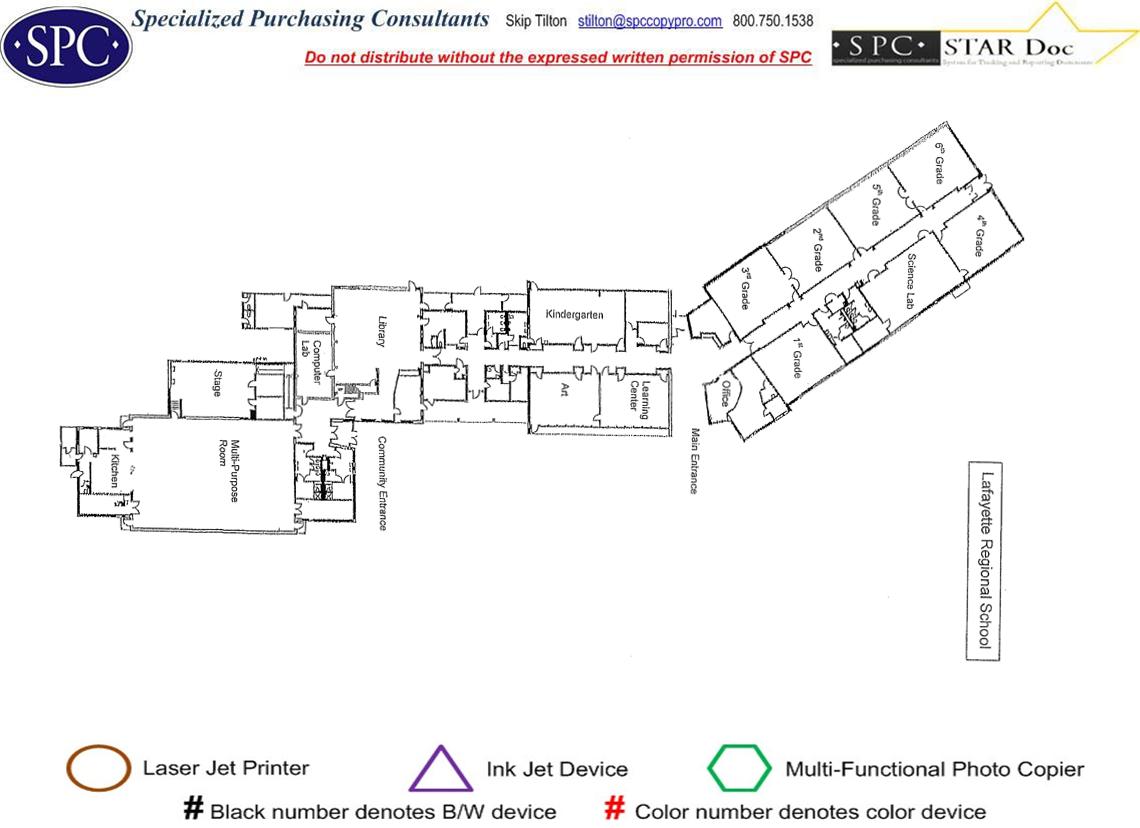 SPC
Specialized Purchasing Consultants Skip Tilton stilton@spccopypro.com 800.750.1538
Do not distribute without the expressed written permission of SPC
SPC STAR Doc
specialized purchasing consultants System for Tracking and Reporting Documents
6th Grade
5th Grade
4th Grade
2nd Grade
3rd Grade
Science Lab
1st Grade
Office
Kindergarten
Library
Computer
Lab
Stage
Art
Learning
Center
Main Entrance
Community Entrance
Multi-Purpose
Room
Kitchen
Lafayette Regional School
Laser Jet Printer
Ink Jet Device
Multi-Functional Photo Copier
# Black number denotes B/W device
# Color number denotes color device